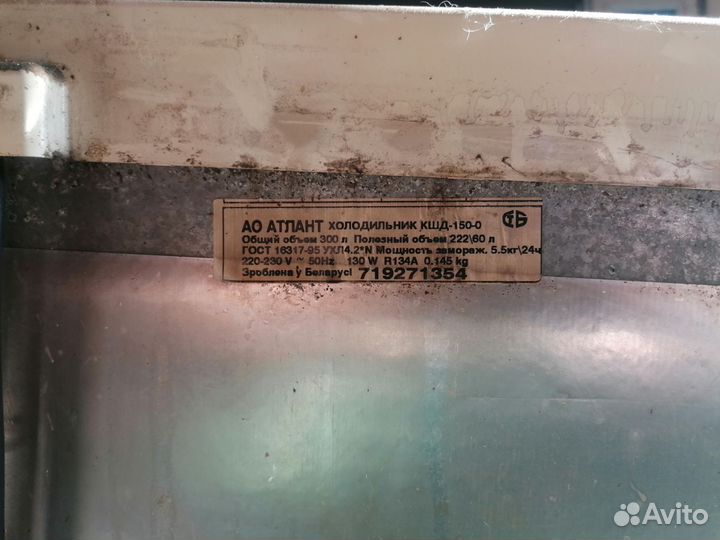 АО АТЛАНТ ХОЛОДИЛЬНИК КШД-150-0
Общий объем 300 л Полезный объем 222\60 л
ГОСТ 16317-95 УХЛ4.2*N Мощность замораж. 5.5кг\24ч
220-230 V ~ 50Hz 130 W R134A 0.145 kg
Зроблена ў Беларусі 719271354
Avito